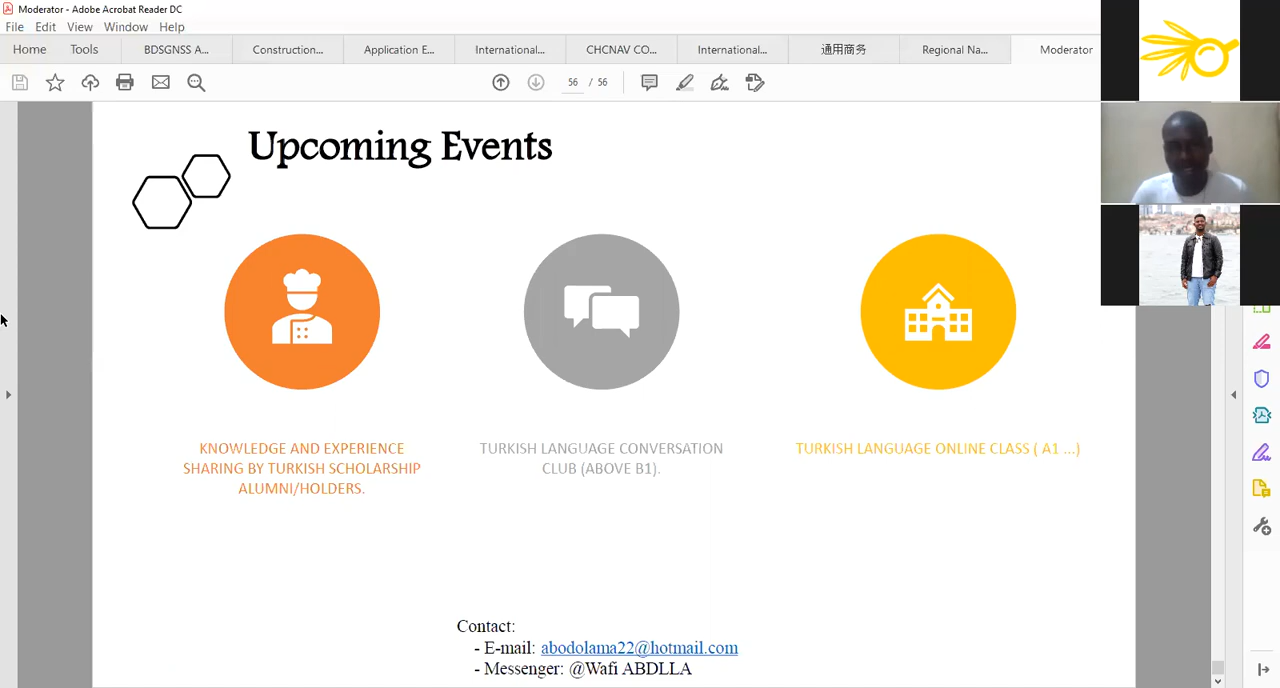 Moderator - Adobe Acrobat Reader DC
File Edit View Window Help
Home Tools BDSGNSS A... Construction... Application E... International... CHCNAV CO... International... 通用商务 Regional Na... Moderator
56 / 56
Upcoming Events
KNOWLEDGE AND EXPERIENCE
SHARING BY TURKISH SCHOLARSHIP
ALUMNI/HOLDERS.
TURKISH LANGUAGE CONVERSATION
CLUB (ABOVE B1).
TURKISH LANGUAGE ONLINE CLASS ( A1 ...)
Contact:
- E-mail: abodolama22@hotmail.com
- Messenger: @Wafi ABDLLA